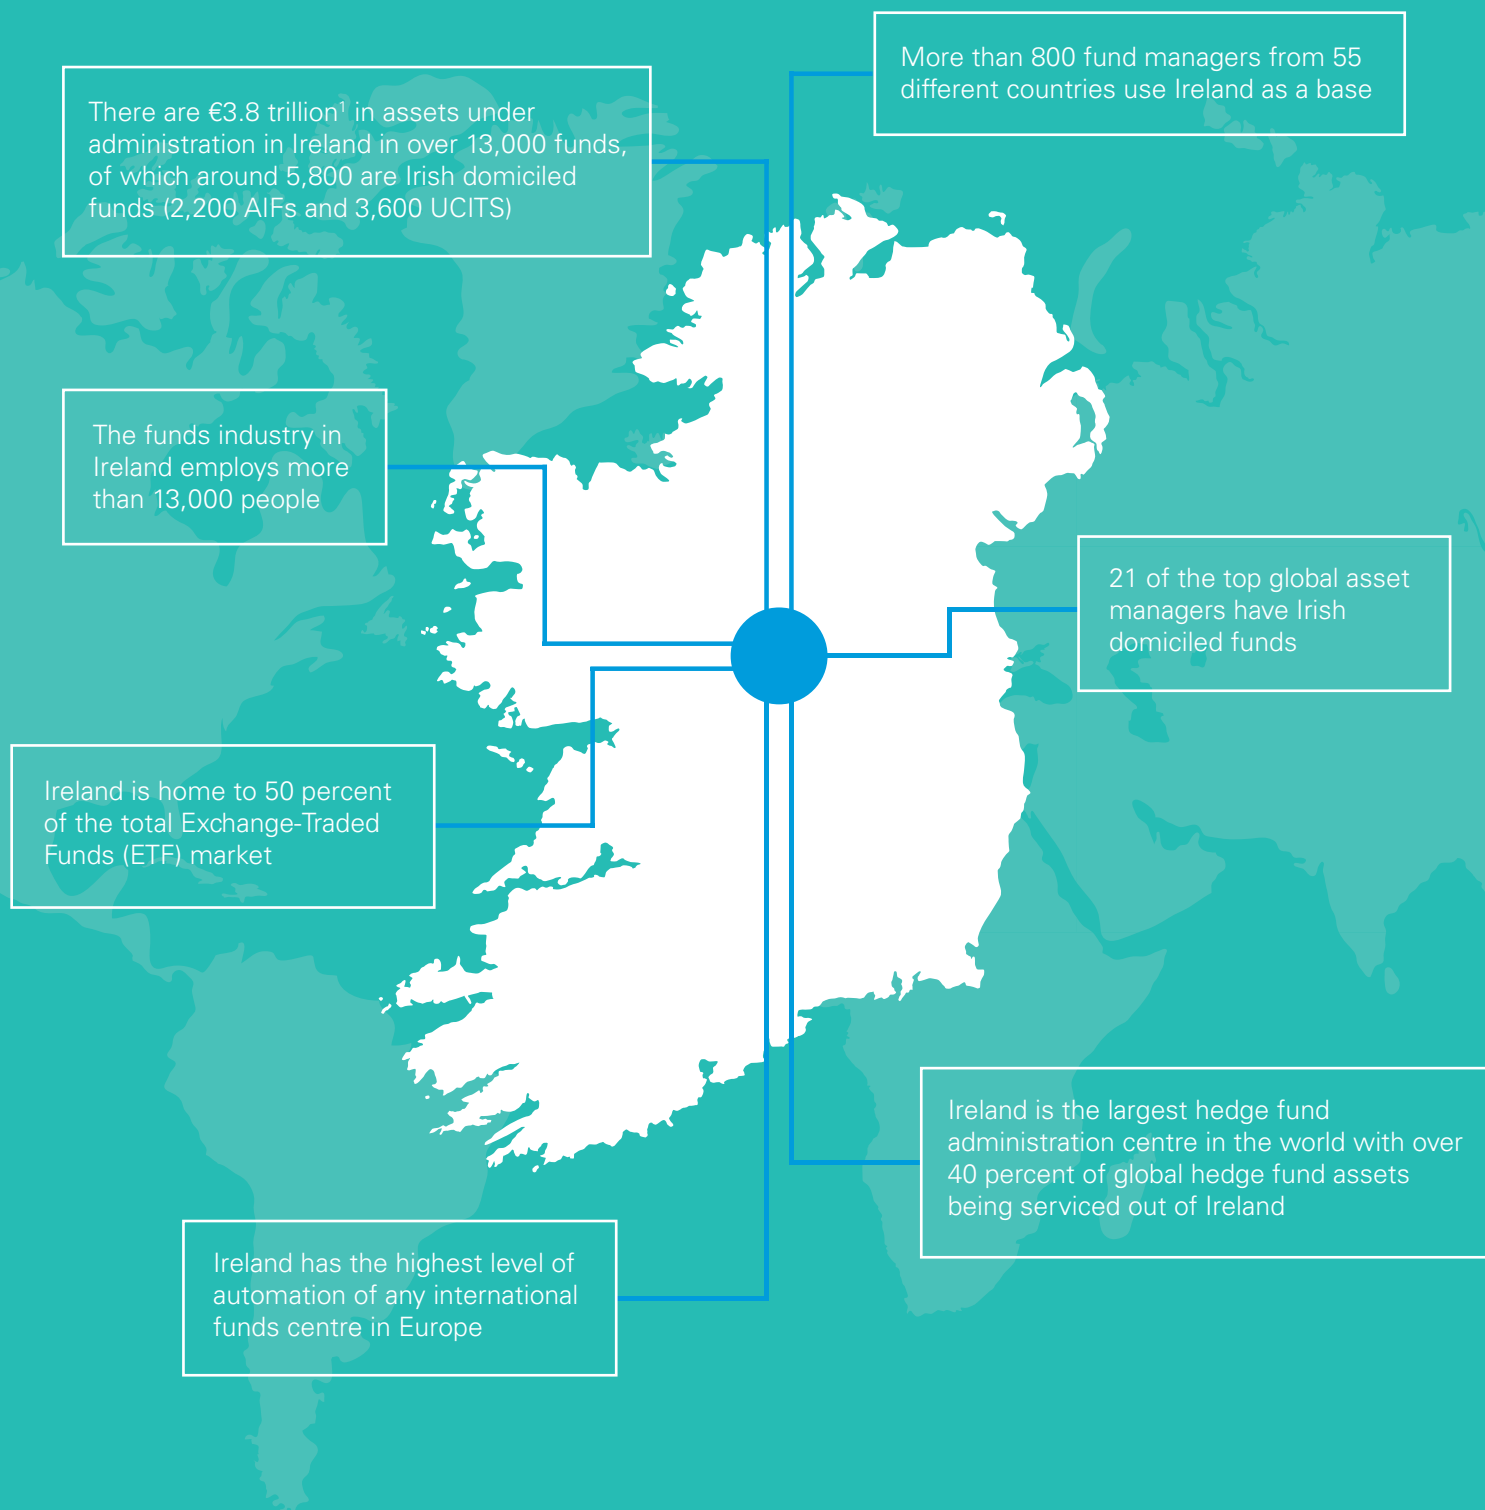 More than 800 fund managers from 55
different countries use Ireland as a base
There are €3.8 trillion¹ in assets under
administration in Ireland in over 13,000 funds,
of which around 5,800 are Irish domiciled
funds (2,200 AIFs and 3,600 UCITS)
The funds industry in
Ireland employs more
than 13,000 people
21 of the top global asset
managers have Irish
domiciled funds
Ireland is home to 50 percent
of the total Exchange-Traded
Funds (ETF) market
Ireland is the largest hedge fund
administration centre in the world with over
40 percent of global hedge fund assets
being serviced out of Ireland
Ireland has the highest level of
automation of any international
funds centre in Europe